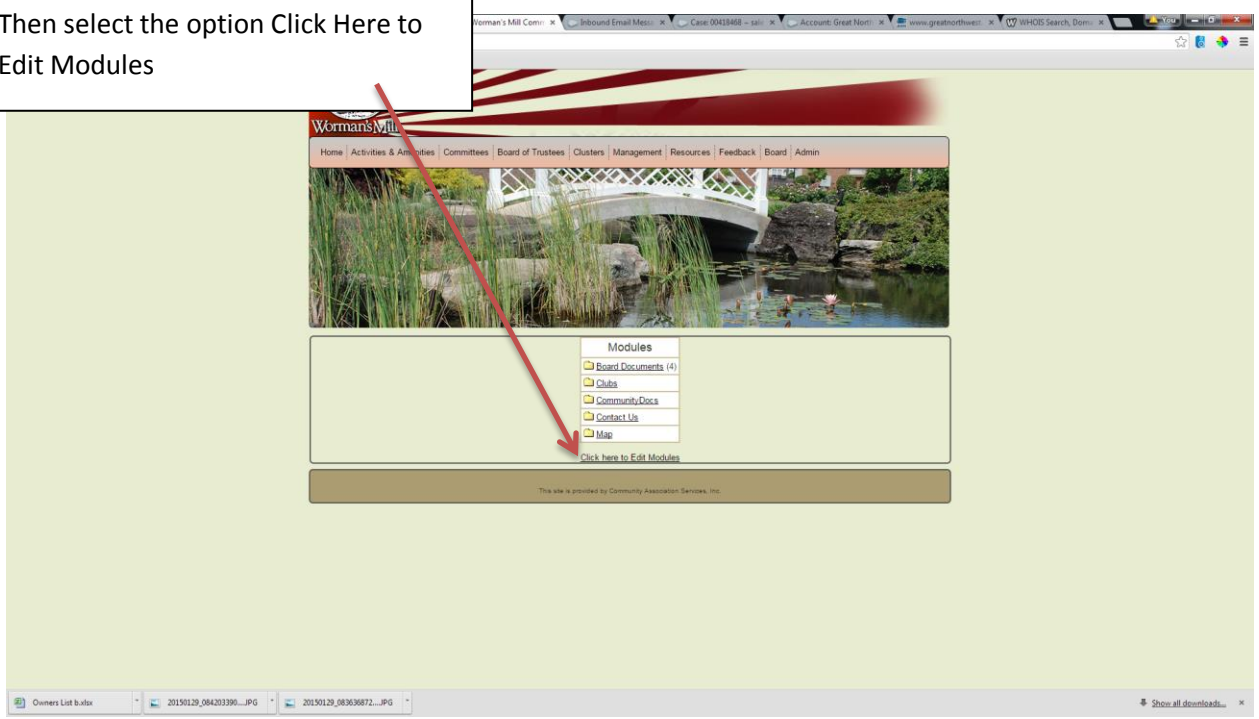 Then select the option Click Here to
Edit Modules
Worman's Mill Comm
Inbound Email Messa
Case: 00418468 ~ sale
Account: Great North
www.greatnorthwest.
WHOIS Search, Doma
You
Worman's Mill
Home Activities & Amenities Committees Board of Trustees Clusters Management Resources Feedback Board Admin
Modules
Board Documents (4)
Clubs
CommunityDocs
Contact Us
Map
Click here to Edit Modules
This site is provided by Community Association Services, Inc.
Owners List b.xlsx
20150129_084203390....JPG
20150129_083636872....JPG
Show all downloads...